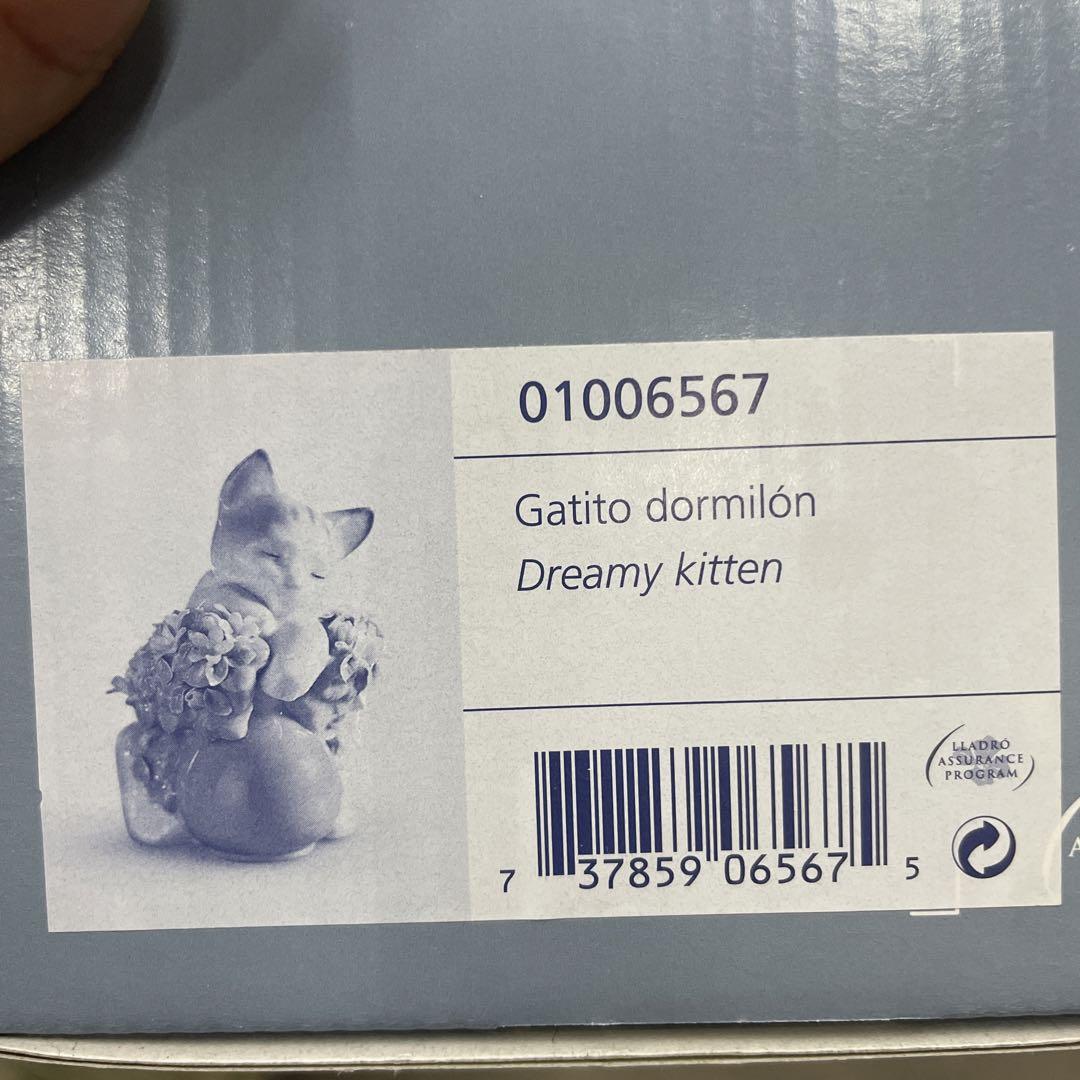 01006567
Gatito dormilón
Dreamy kitten
LLADRÓ
ASSURANCE
PROGRAM
7 37859 06567 5
A